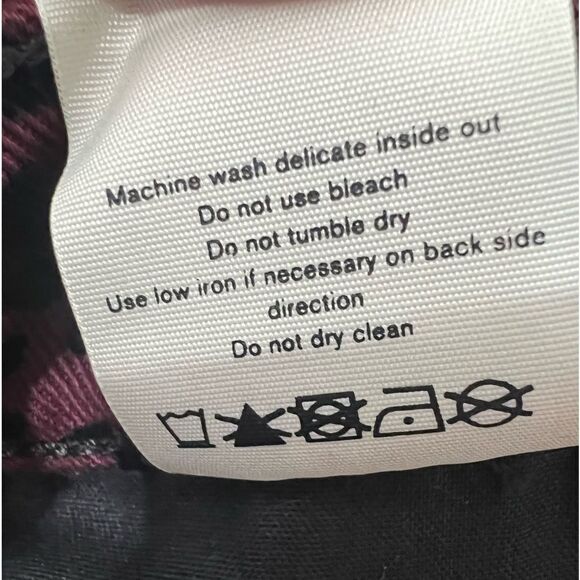 Machine wash delicate inside out
Do not use bleach
Do not tumble dry
Use low iron if necessary on back side
direction
Do not dry clean